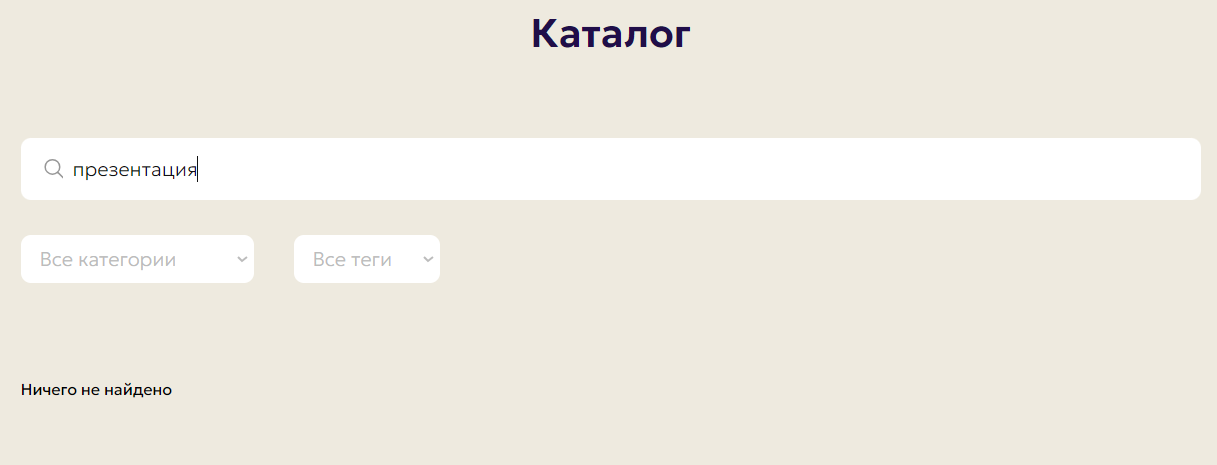 Каталог
презентация
Все категории
Все теги
Ничего не найдено